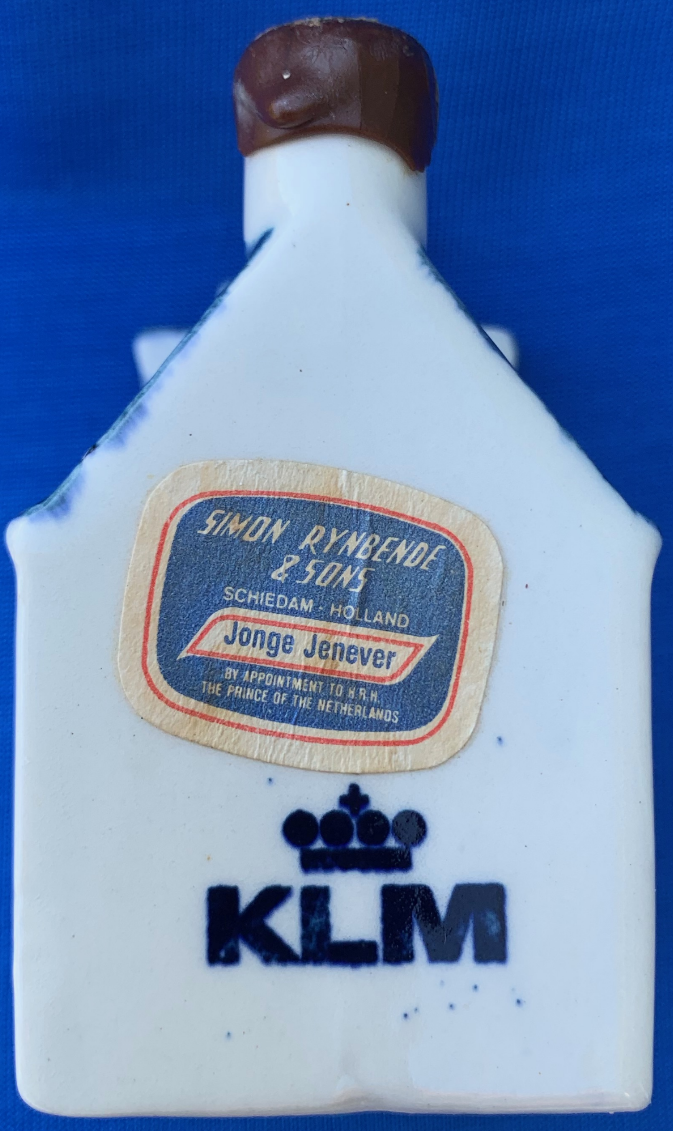 SIMON RYNBENDE
& SONS
SCHIEDAM - HOLLAND
Jonge Jenever
BY APPOINTMENT TO H.R.H.
THE PRINCE OF THE NETHERLANDS
KLM